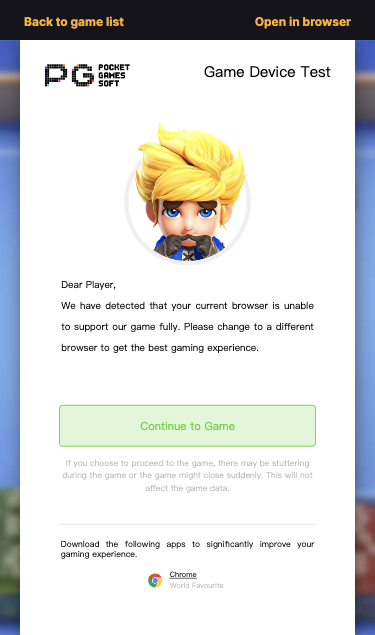 Back to game list
Open in browser
PG POCKET GAMES SOFT
Game Device Test
Dear Player,
We have detected that your current browser is unable
to support our game fully. Please change to a different
browser to get the best gaming experience.
Continue to Game
If you choose to proceed to the game, there may be stuttering
during the game or the game might close suddenly. This will not
affect the game data.
Download the following apps to significantly improve your
gaming experience.
Chrome
World Favourite